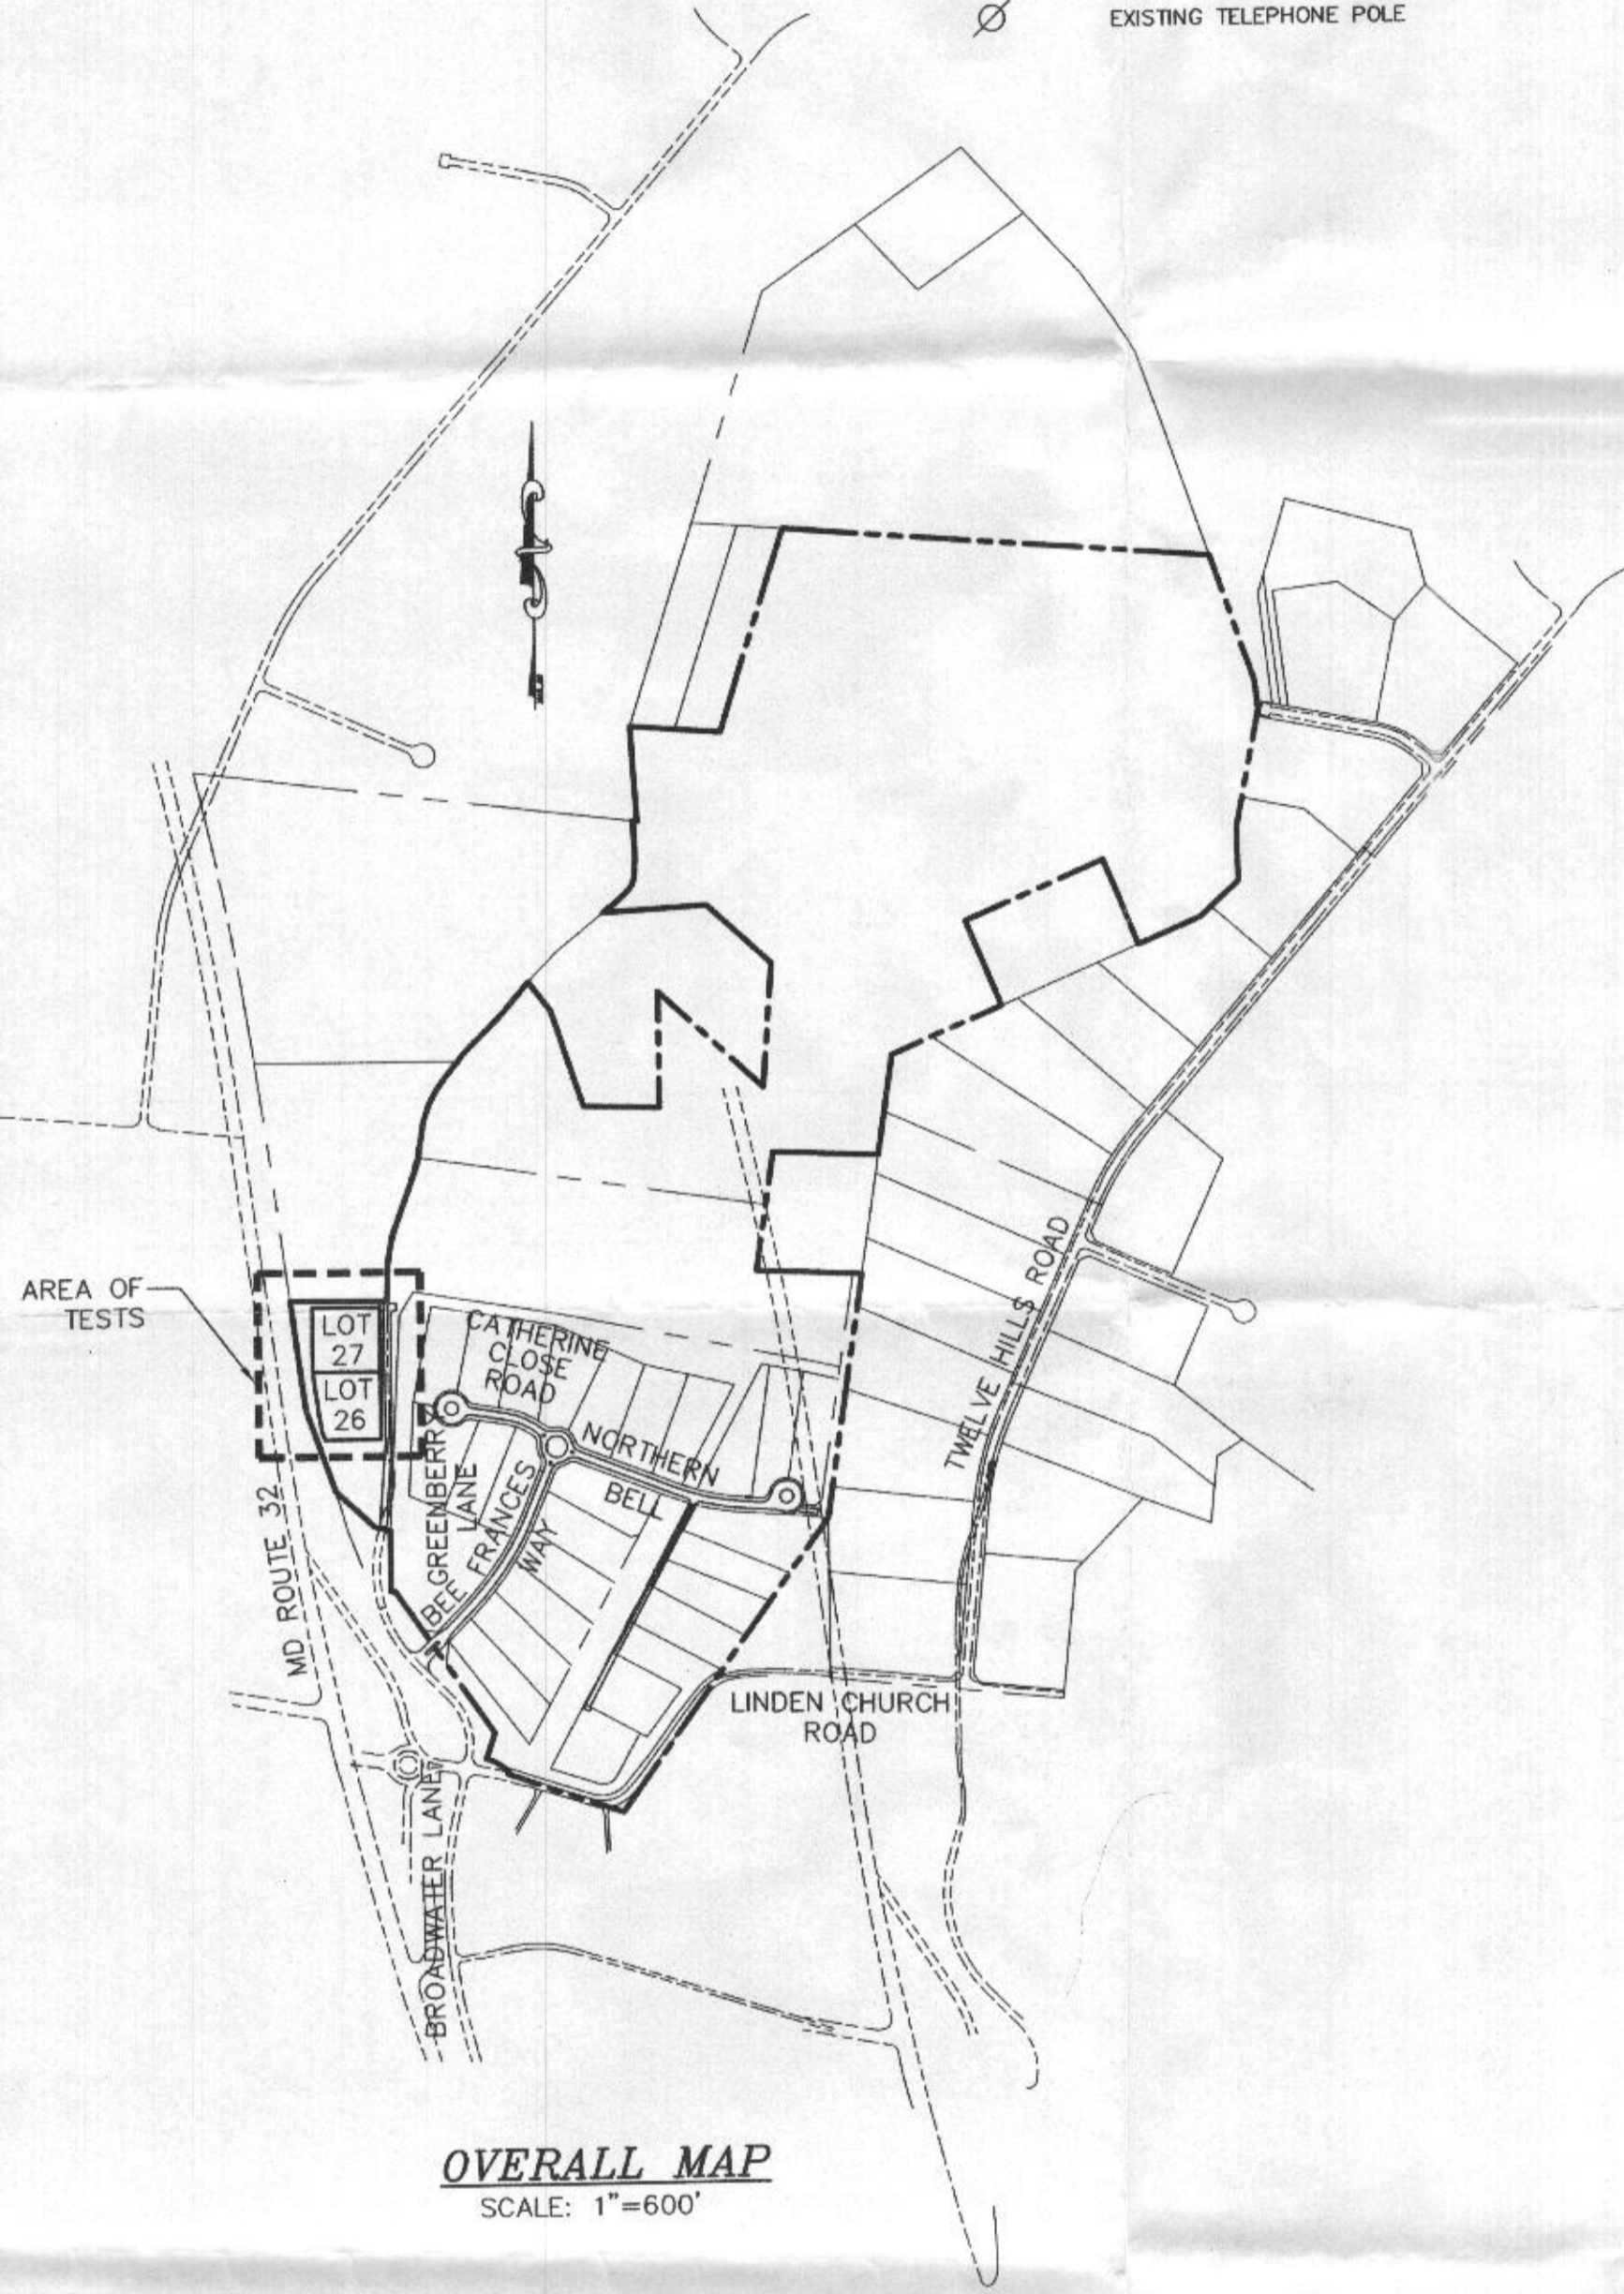 EXISTING TELEPHONE POLE
AREA OF
TESTS
LOT
27
LOT
26
CATHERINE
CLOSE
ROAD
NORTHERN
BELL
GREENBERRY
LANE
BEE FRANCES
WAY
MD ROUTE 32
TWELVE HILLS ROAD
LINDEN CHURCH
ROAD
BROADWATER LANE
OVERALL MAP
SCALE: 1"=600'